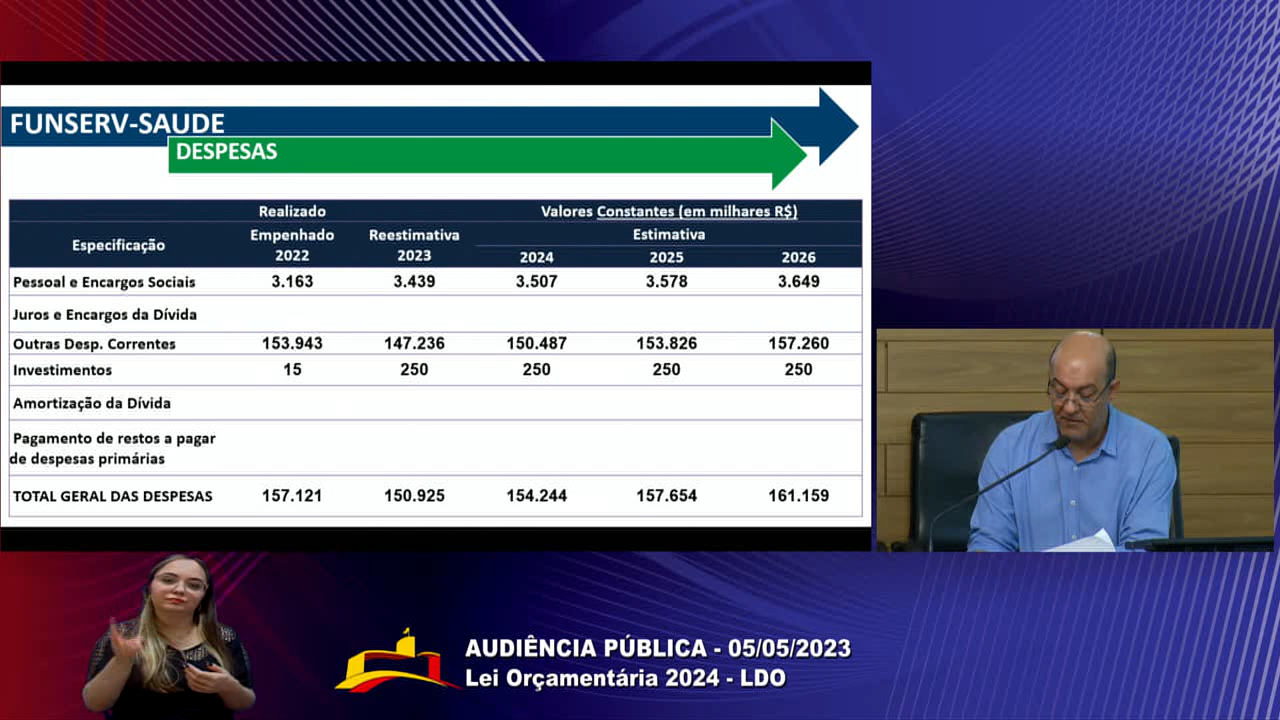 FUNSERV-SAUDE
DESPESAS
Realizado Valores Constantes (em milhares R$)
Especificação Empenhado 2022 Reestimativa 2023 Estimativa
2024 2025 2026
Pessoal e Encargos Sociais 3.163 3.439 3.507 3.578 3.649
Juros e Encargos da Dívida
Outras Desp. Correntes 153.943 147.236 150.487 153.826 157.260
Investimentos 15 250 250 250 250
Amortização da Dívida
Pagamento de restos a pagar
de despesas primárias
TOTAL GERAL DAS DESPESAS 157.121 150.925 154.244 157.654 161.159
AUDIÊNCIA PÚBLICA - 05/05/2023
Lei Orçamentária 2024 - LDO